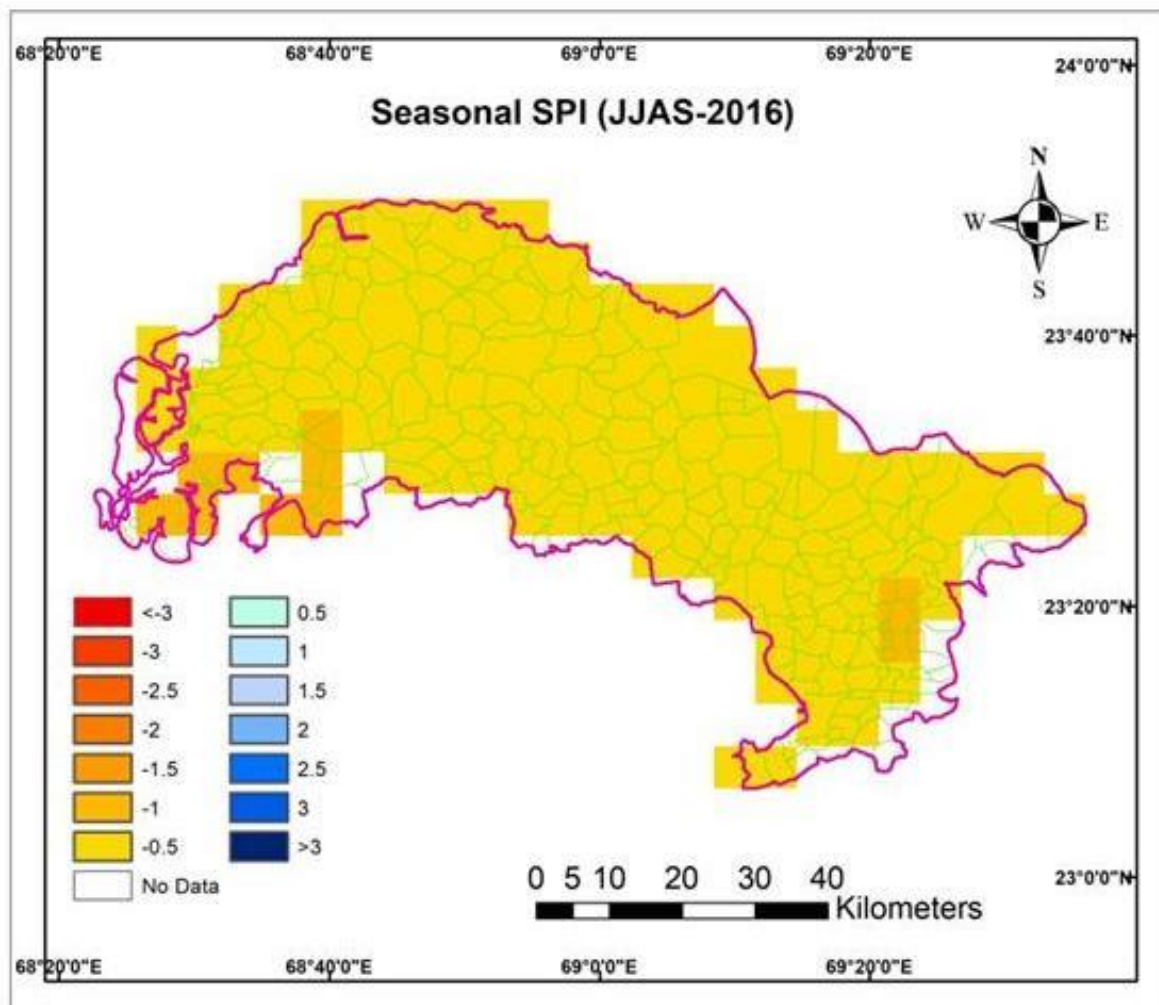 68°20'0"E 68°40'0"E 69°0'0"E 69°20'0"E
24°0'0"N
Seasonal SPI (JJAS-2016)
N
W E
S
23°40'0"N
23°20'0"N
<-3 0.5
-3 1
-2.5 1.5
-2 2
-1.5 2.5
-1 3
-0.5 >3
No Data
0 5 10 20 30 40
Kilometers
23°0'0"N
68°20'0"E 68°40'0"E 69°0'0"E 69°20'0"E